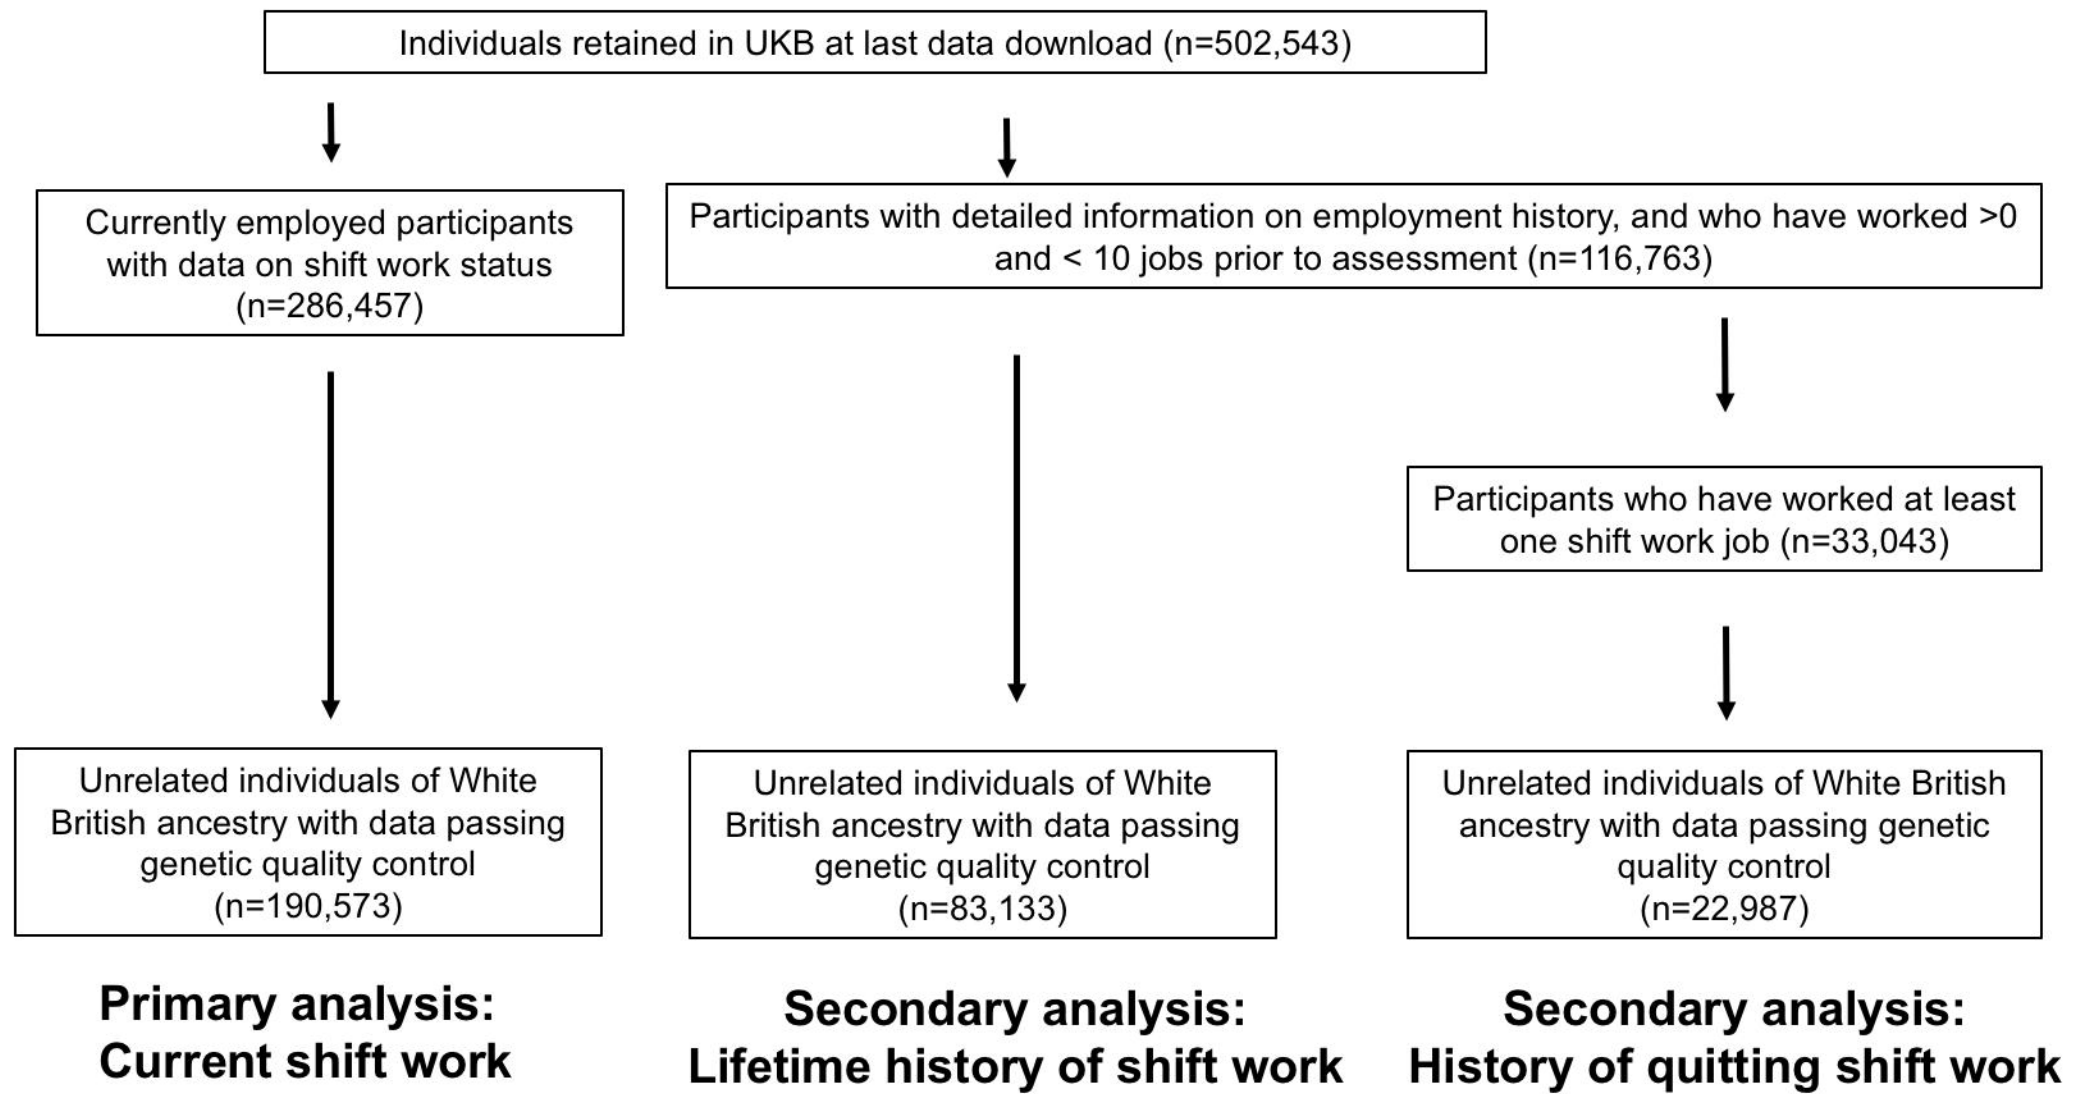 Individuals retained in UKB at last data download (n=502,543)
Currently employed participants
with data on shift work status
(n=286,457)
Participants with detailed information on employment history, and who have worked >0
and < 10 jobs prior to assessment (n=116,763)
Participants who have worked at least
one shift work job (n=33,043)
Unrelated individuals of White
British ancestry with data passing
genetic quality control
(n=190,573)
Unrelated individuals of White
British ancestry with data passing
genetic quality control
(n=83,133)
Unrelated individuals of White British
ancestry with data passing genetic
quality control
(n=22,987)
Primary analysis:
Current shift work
Secondary analysis:
Lifetime history of shift work
Secondary analysis:
History of quitting shift work